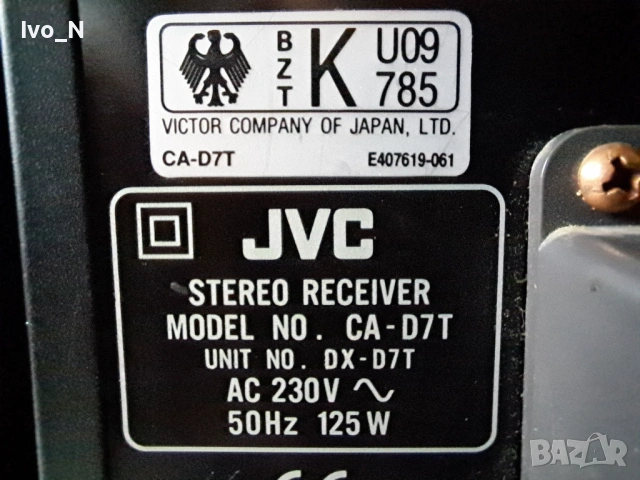 Ivo_N
BZT K U09
785
VICTOR COMPANY OF JAPAN, LTD.
CA-D7T E407619-061
JVC
STEREO RECEIVER
MODEL NO. CA-D7T
UNIT NO. DX-D7T
AC 230V ∿
50Hz 125W
BAZAR